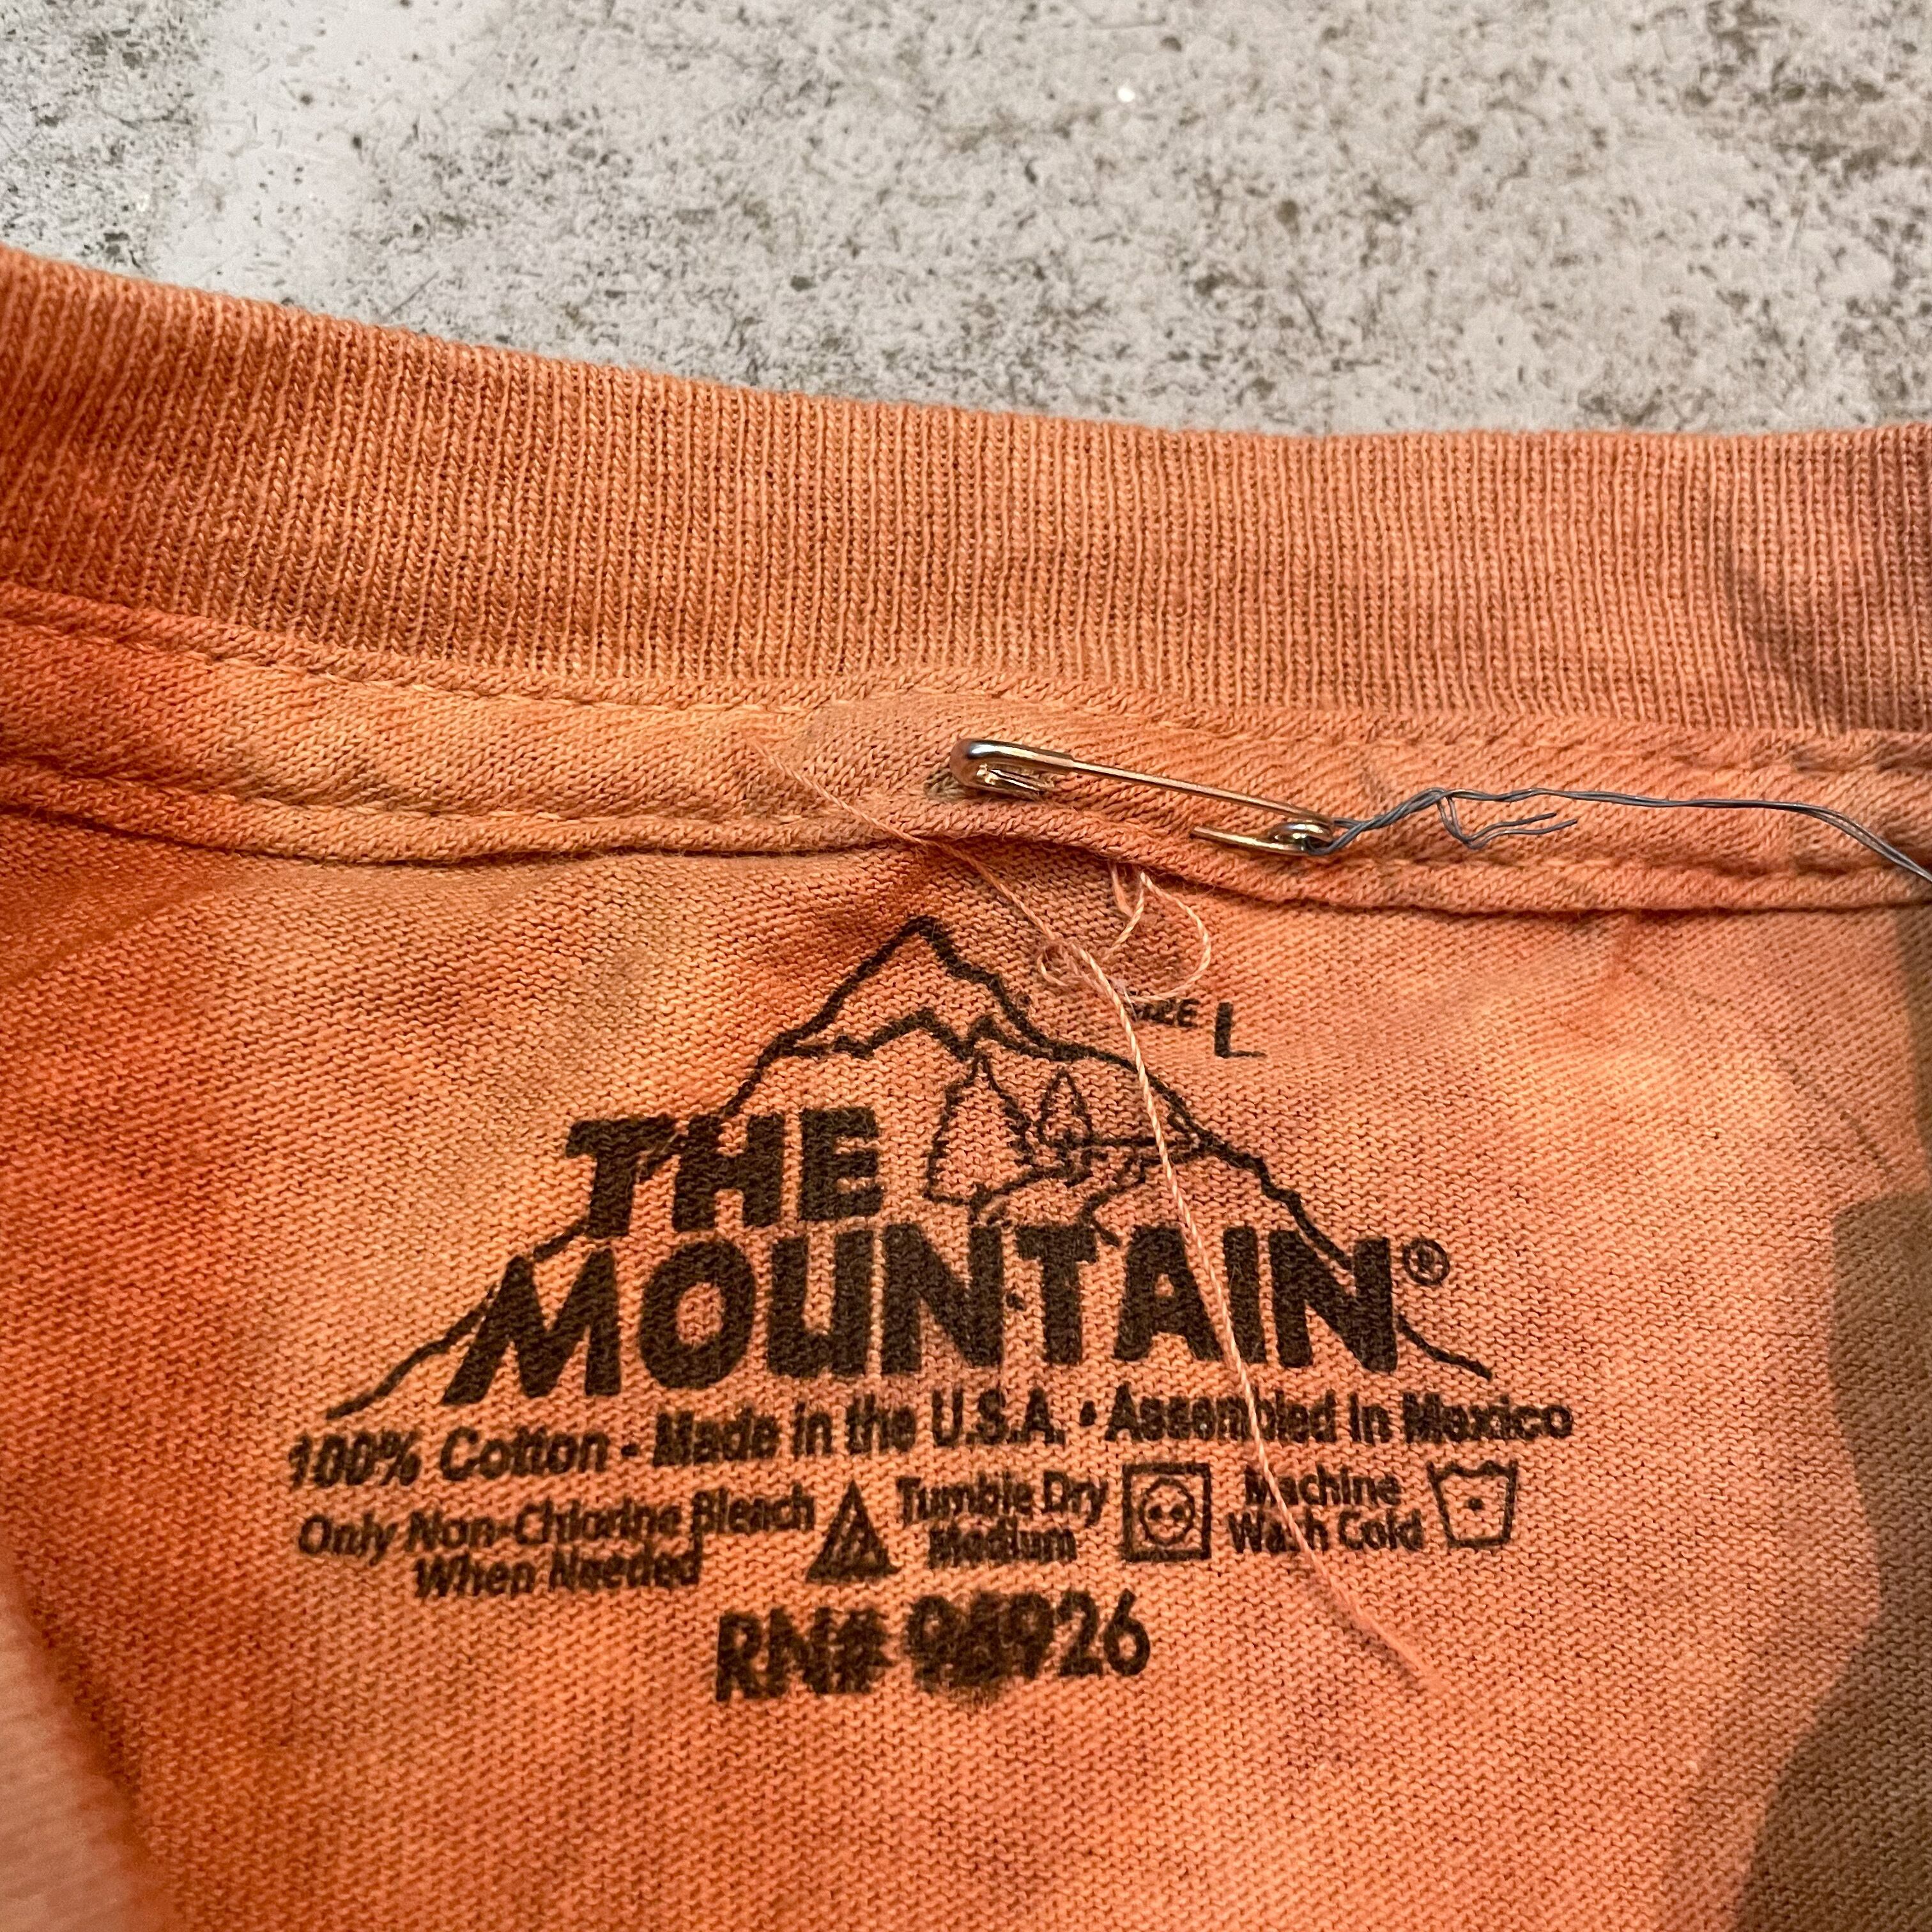 SIZE L
THE
MOUNTAIN®
100% Cotton - Made in the U.S.A. • Assembled in Mexico
Only Non-Chlorine Bleach
When Needed
Tumble Dry
Medium
Machine
Wash Cold
RN#